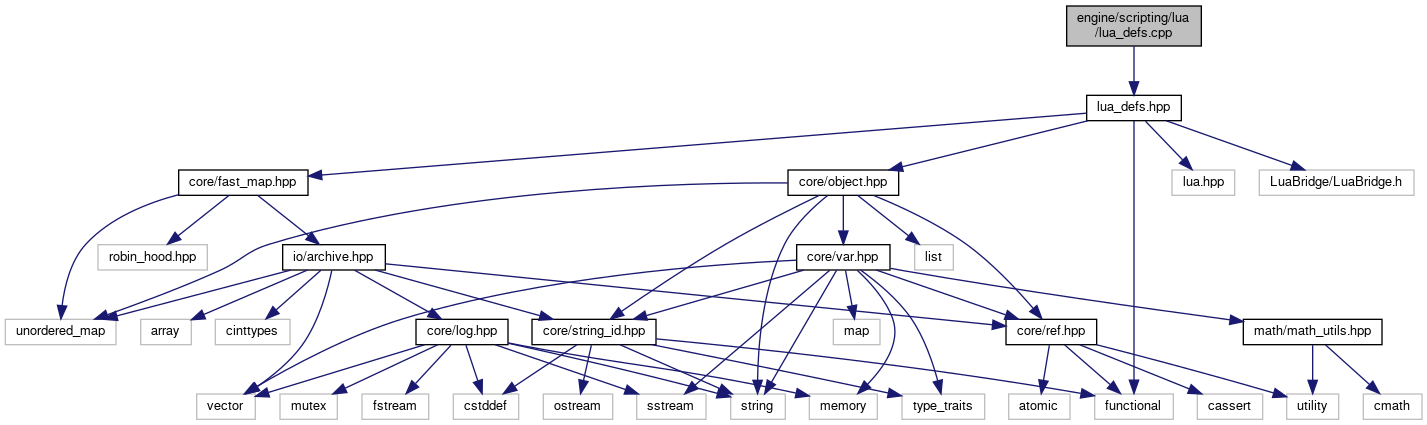 engine/scripting/lua
/lua_defs.cpp
lua_defs.hpp
core/fast_map.hpp
core/object.hpp
lua.hpp
LuaBridge/LuaBridge.h
robin_hood.hpp
io/archive.hpp
core/var.hpp
list
unordered_map
array
cinttypes
core/log.hpp
core/string_id.hpp
map
core/ref.hpp
math/math_utils.hpp
vector
mutex
fstream
cstddef
ostream
sstream
string
memory
type_traits
atomic
functional
cassert
utility
cmath